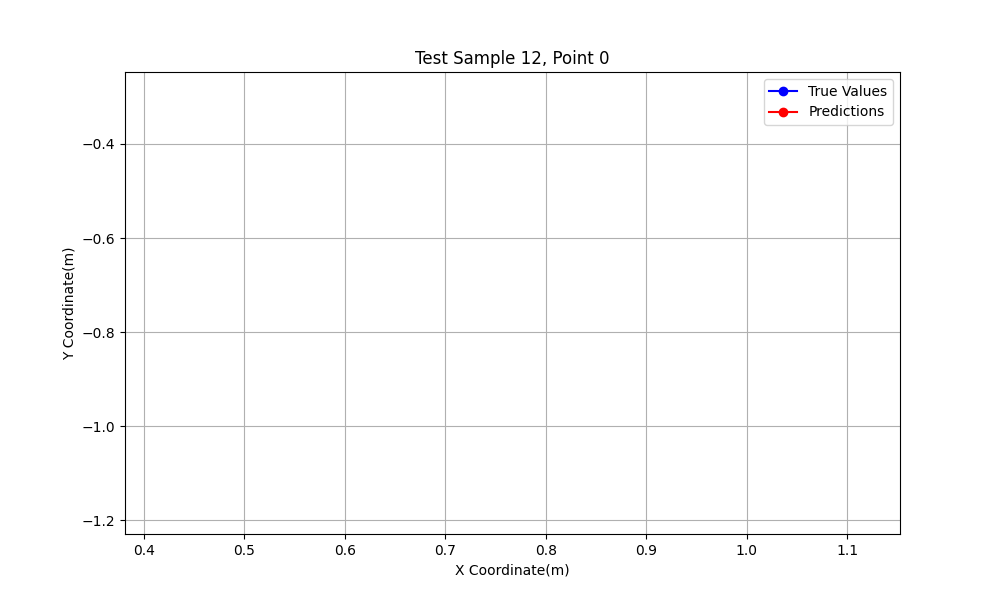 Test Sample 12, Point 0
True Values
Predictions
−0.4
−0.6
−0.8
−1.0
−1.2
Y Coordinate(m)
0.4 0.5 0.6 0.7 0.8 0.9 1.0 1.1
X Coordinate(m)